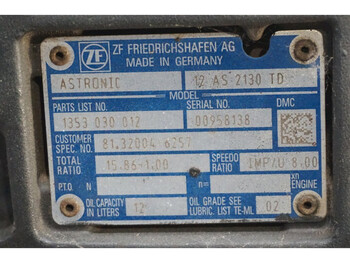 ZF
ZF FRIEDRICHSHAFEN AG
MADE IN GERMANY
ASTRONIC 12 AS 2130 TD
MODEL
PARTS LIST NO. SERIAL NO. DMC
1353 030 012 00958138
CUSTOMER SPEC. NO. 81.32004-6257
TOTAL RATIO 15.86-1.00 SPEEDO RATIO IMP/U 8.00
P.T.O. N n= xn ENGINE
OIL CAPACITY IN LITERS 12 OIL GRADE SEE LUBRIC. LIST TE-ML 02